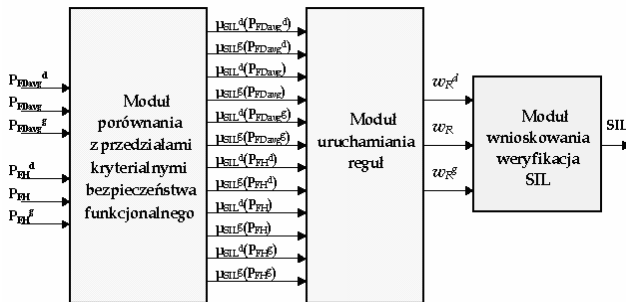 P_FDavg^d
P_FDavg
P_FDavg^g
P_FH^d
P_FH
P_FH^g
Moduł
porównania
z przedziałami
kryterialnymi
bezpieczeństwa
funkcjonalnego
μ_SIL^d(P_FDavg^d)
μ_SIL^g(P_FDavg^d)
μ_SIL^d(P_FDavg)
μ_SIL^g(P_FDavg)
μ_SIL^d(P_FDavg^g)
μ_SIL^g(P_FDavg^g)
μ_SIL^d(P_FH^d)
μ_SIL^g(P_FH^d)
μ_SIL^d(P_FH)
μ_SIL^g(P_FH)
μ_SIL^d(P_FH^g)
μ_SIL^g(P_FH^g)
Moduł
uruchamiania
reguł
w_R^d
w_R
w_R^g
Moduł
wnioskowania
weryfikacja
SIL
SIL